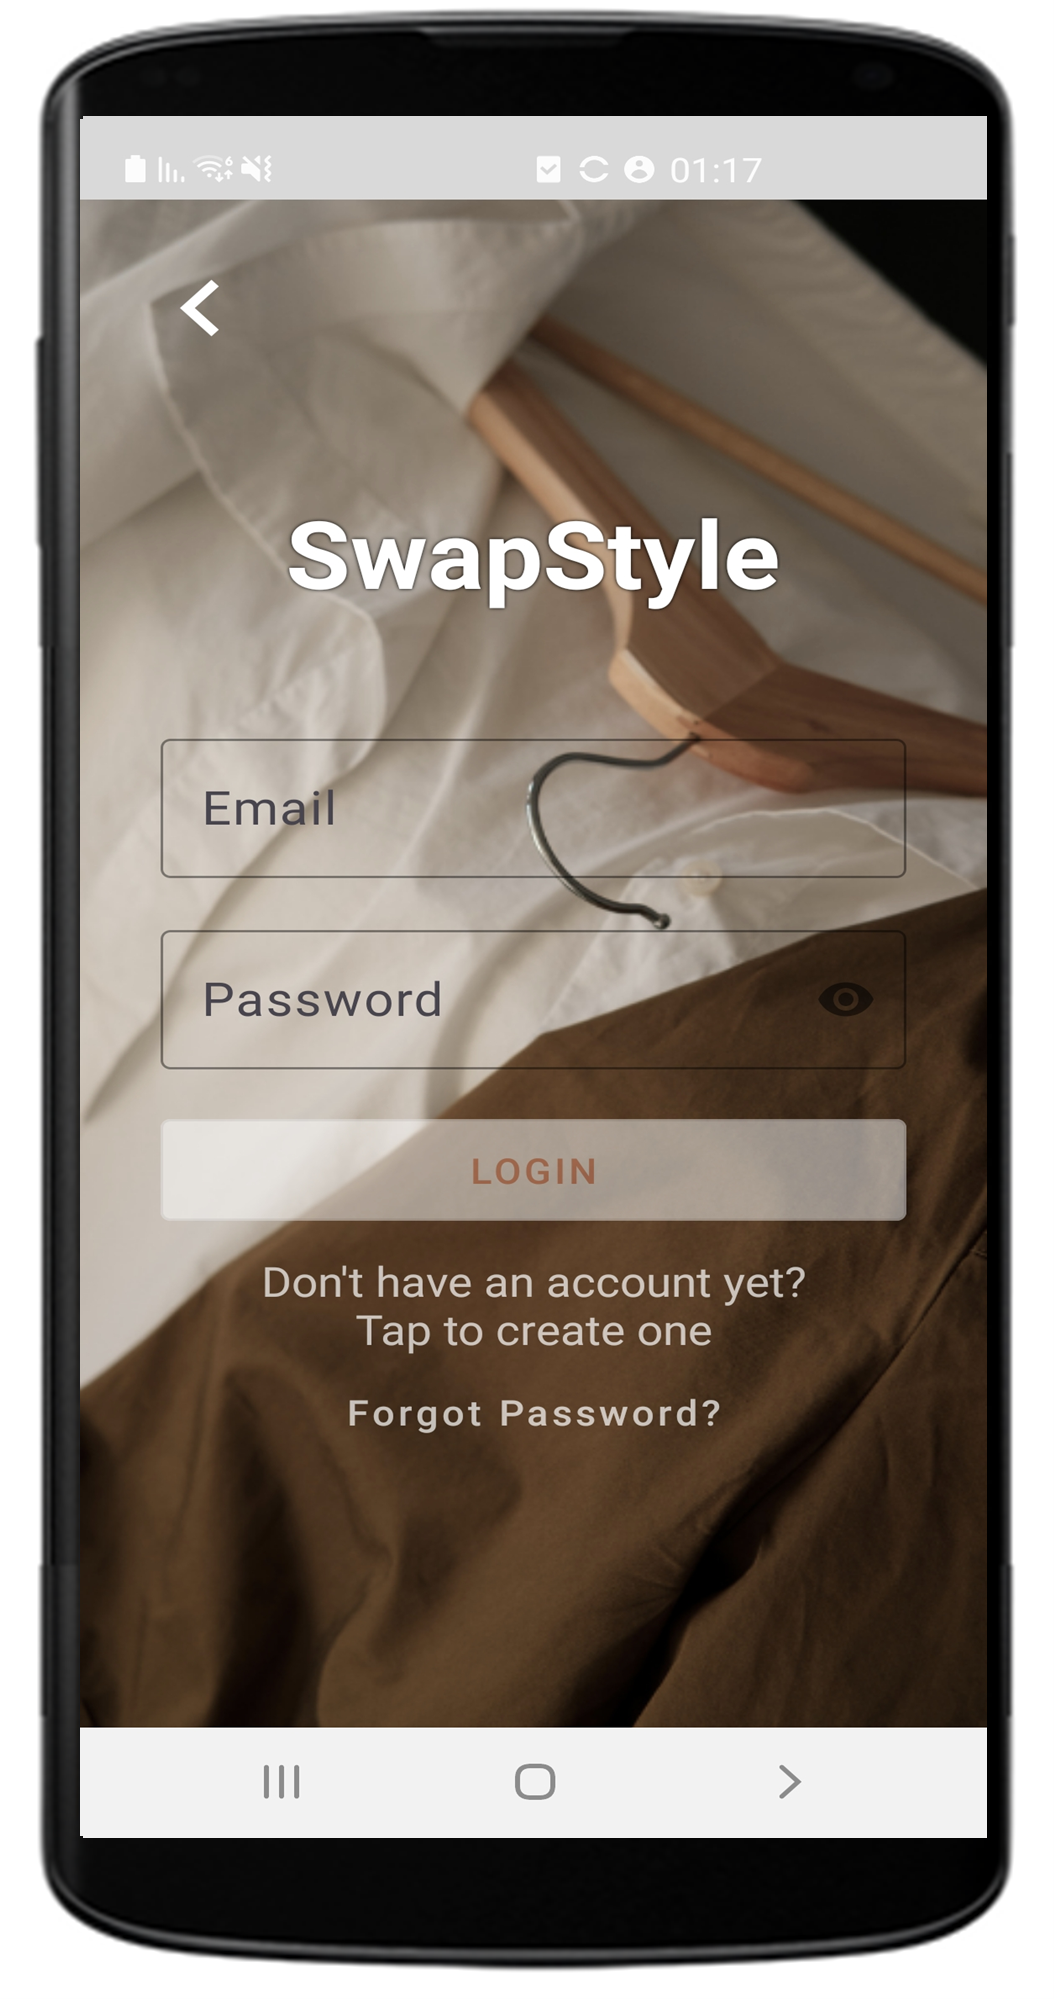 01:17
SwapStyle
Email
Password
LOGIN
Don't have an account yet?
Tap to create one
Forgot Password?